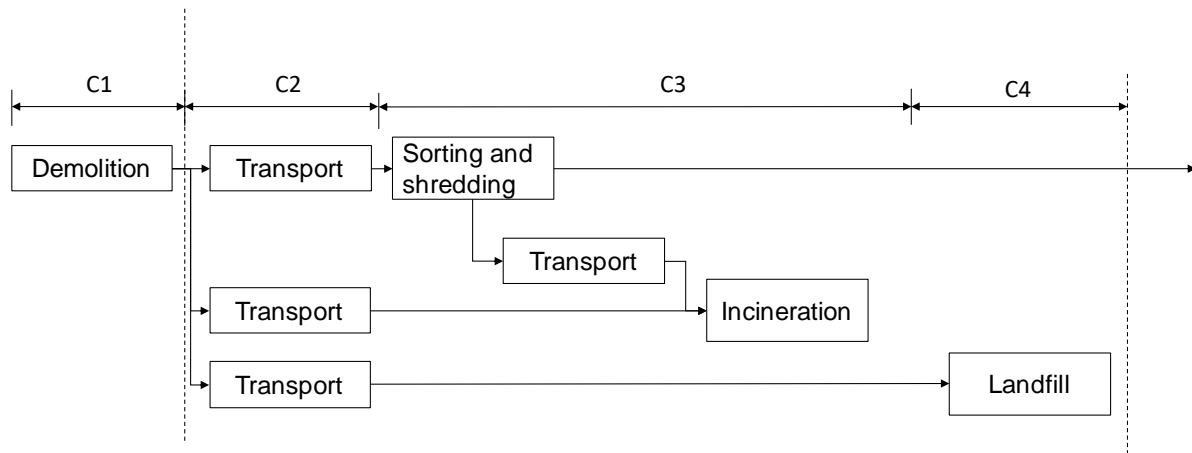 C1
C2
C3
C4
Demolition
Transport
Sorting and
shredding
Transport
Transport
Incineration
Transport
Landfill